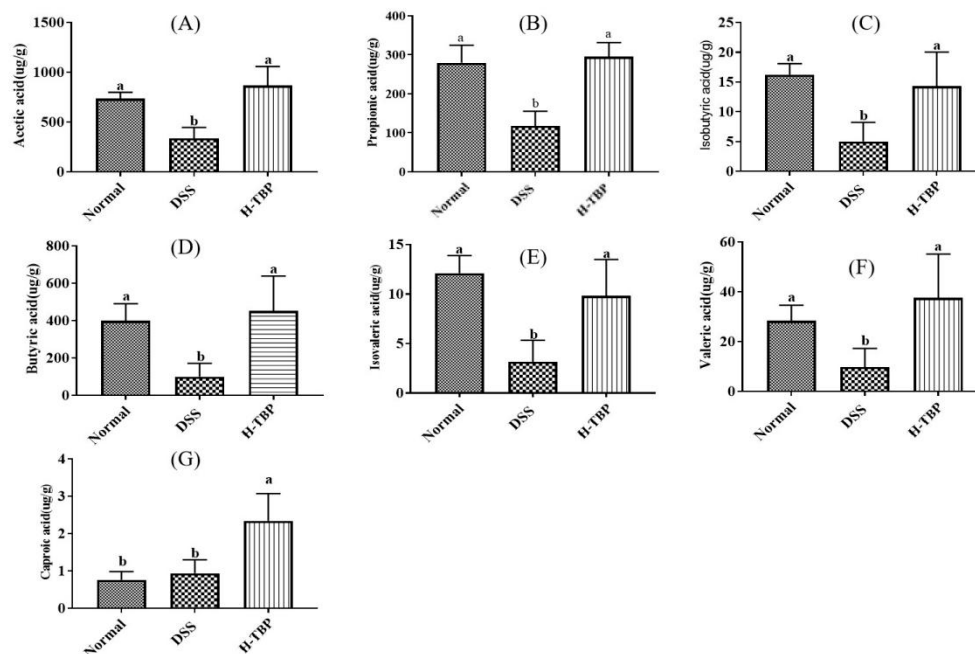 (A)
Acetic acid(ug/g)
1500
1000
500
0
a
b
a
Normal
DSS
H-TBP
(B)
Propionic acid(ug/g)
400
300
200
100
0
a
b
a
Normal
DSS
H-TBP
(C)
Isobutyric acid(ug/g)
25
20
15
10
5
0
a
b
a
Normal
DSS
H-TBP
(D)
Butyric acid(ug/g)
800
600
400
200
0
a
b
a
Normal
DSS
H-TBP
(E)
Isovaleric acid(ug/g)
15
10
5
0
a
b
a
Normal
DSS
H-TBP
(F)
Valeric acid(ug/g)
60
40
20
0
a
b
a
Normal
DSS
H-TBP
(G)
Caproic acid(ug/g)
4
3
2
1
0
b
b
a
Normal
DSS
H-TBP